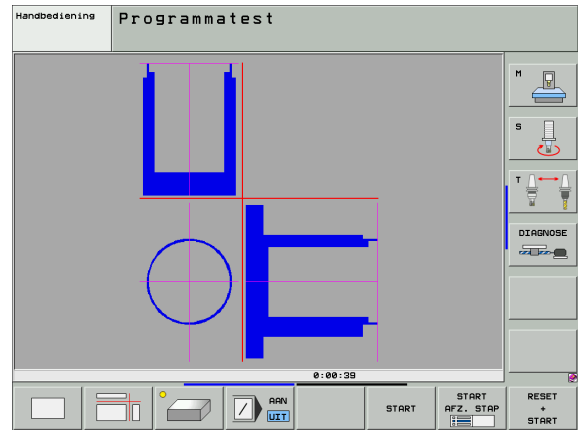 Handbediening
Programmatest
M
S
T
DIAGNOSE
0:00:39
AAN
UIT
START
START
AFZ. STAP
RESET
+
START